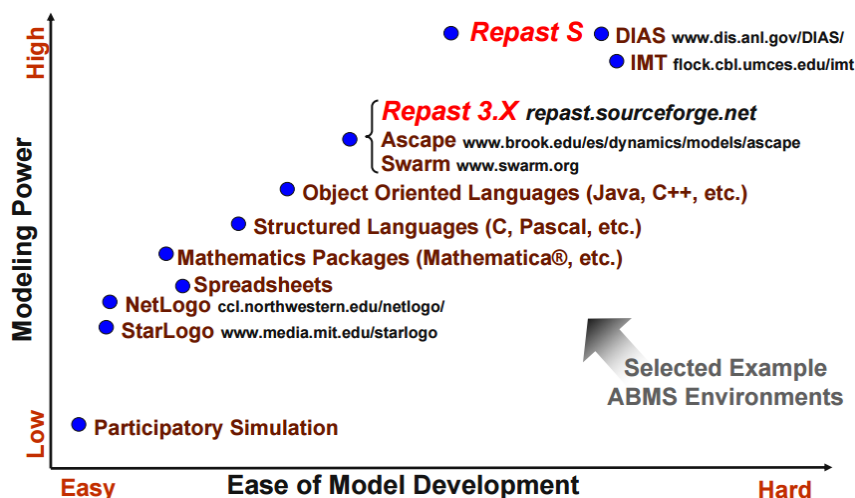 High
Modeling Power
Low
Repast S
DIAS www.dis.anl.gov/DIAS/
IMT flock.cbl.umces.edu/imt
Repast 3.X repast.sourceforge.net
Ascape www.brook.edu/es/dynamics/models/ascape
Swarm www.swarm.org
Object Oriented Languages (Java, C++, etc.)
Structured Languages (C, Pascal, etc.)
Mathematics Packages (Mathematica®, etc.)
Spreadsheets
NetLogo ccl.northwestern.edu/netlogo/
StarLogo www.media.mit.edu/starlogo
Selected Example
ABMS Environments
Participatory Simulation
Easy
Ease of Model Development
Hard